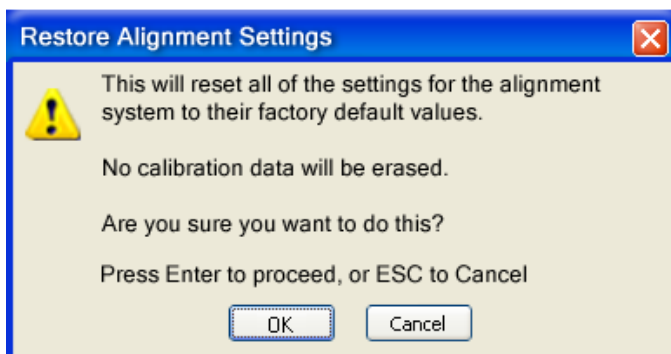 Restore Alignment Settings
This will reset all of the settings for the alignment
system to their factory default values.
No calibration data will be erased.
Are you sure you want to do this?
Press Enter to proceed, or ESC to Cancel
OK
Cancel